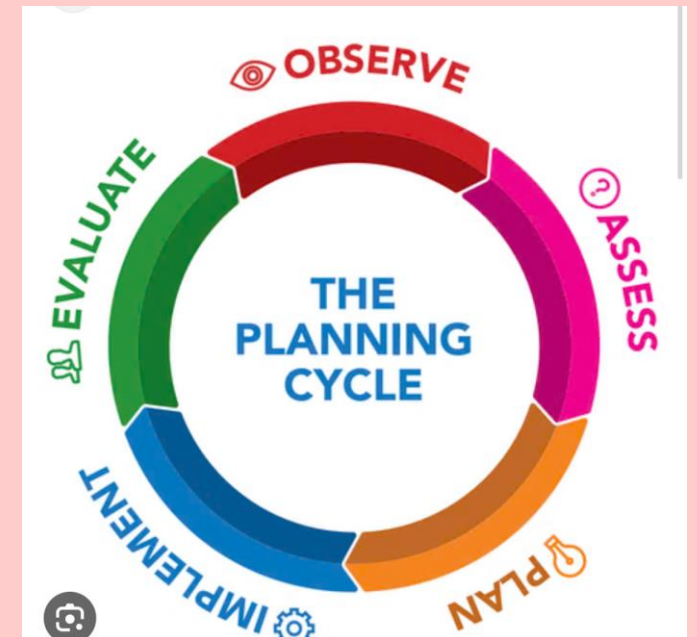 OBSERVE
ASSESS
PLAN
IMPLEMENT
EVALUATE
THE
PLANNING
CYCLE